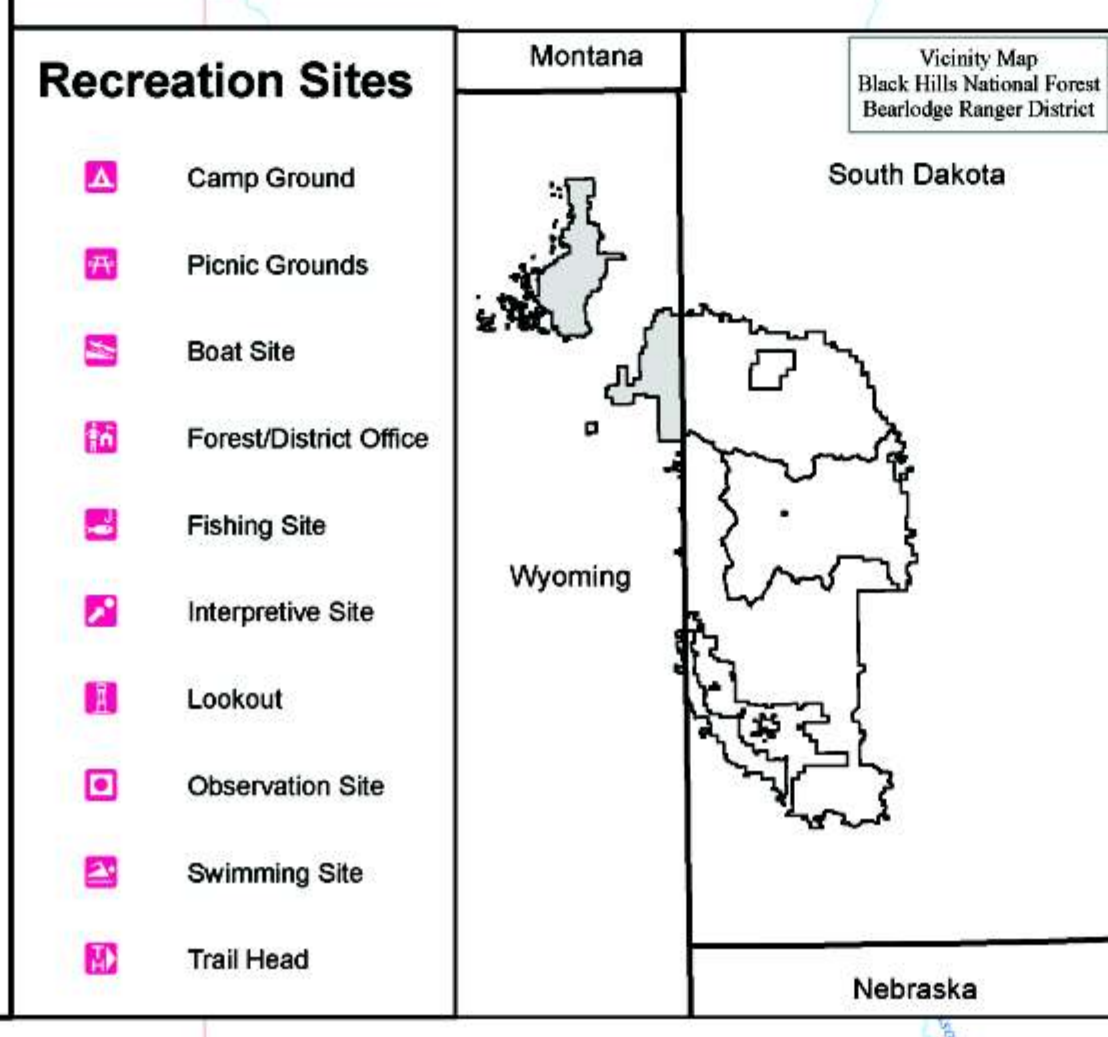 Recreation Sites
Camp Ground
Picnic Grounds
Boat Site
Forest/District Office
Fishing Site
Interpretive Site
Lookout
Observation Site
Swimming Site
Trail Head
Montana
Vicinity Map
Black Hills National Forest
Bearlodge Ranger District
South Dakota
Wyoming
Nebraska